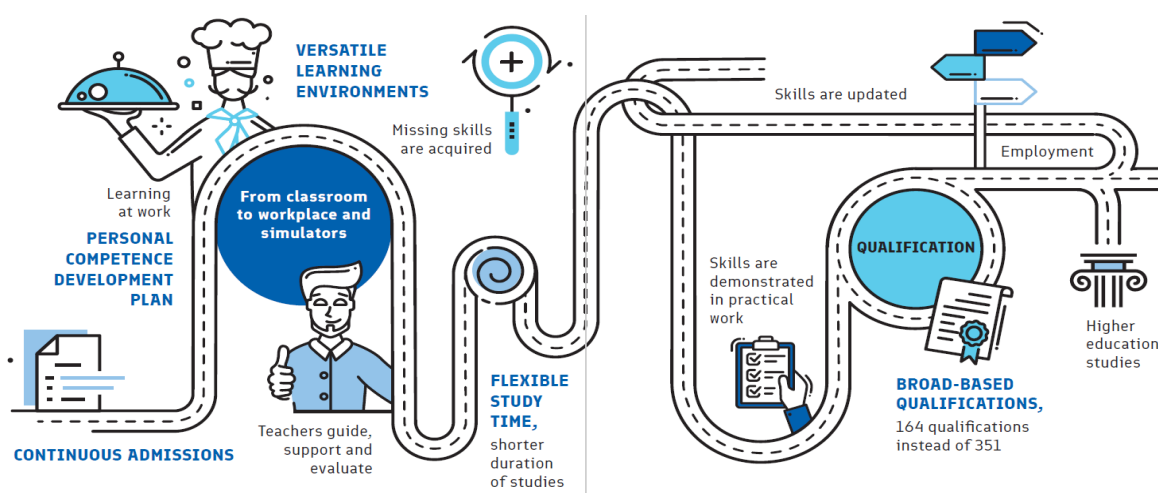 VERSATILE
LEARNING
ENVIRONMENTS
Missing skills
are acquired
Learning
at work
From classroom
to workplace and
simulators
PERSONAL
COMPETENCE
DEVELOPMENT
PLAN
CONTINUOUS ADMISSIONS
Teachers guide,
support and
evaluate
FLEXIBLE
STUDY
TIME,
shorter
duration
of studies
Skills are updated
Employment
Skills are
demonstrated
in practical
work
QUALIFICATION
BROAD-BASED
QUALIFICATIONS,
164 qualifications
instead of 351
Higher
education
studies